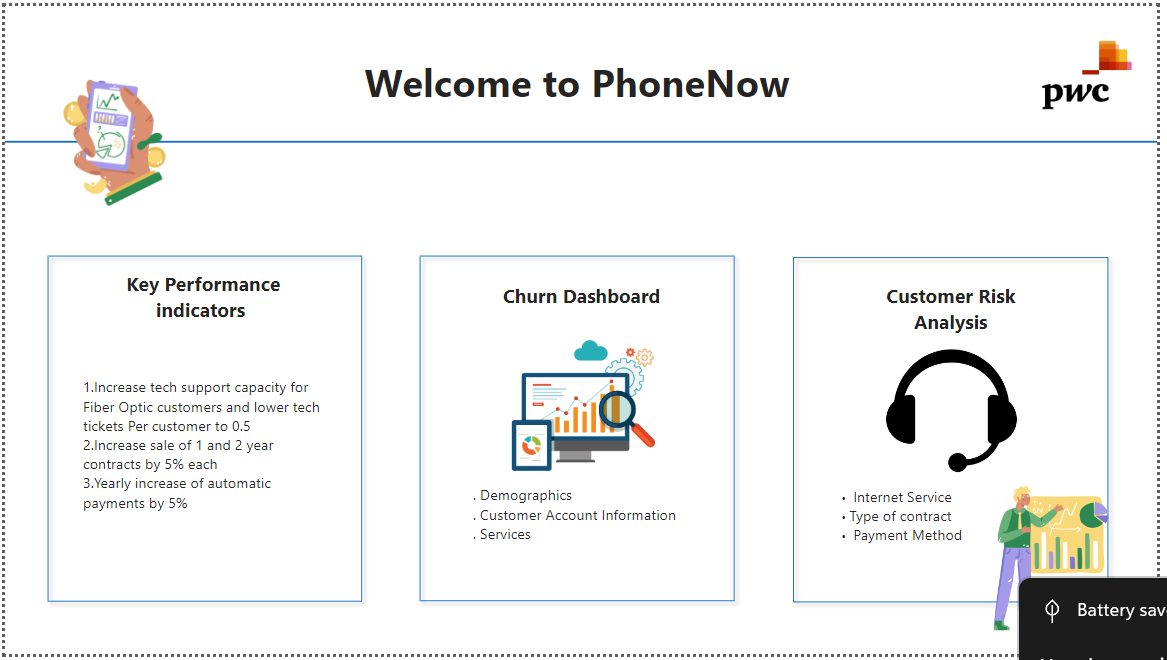 Welcome to PhoneNow
pwc
Key Performance
indicators
1.Increase tech support capacity for
Fiber Optic customers and lower tech
tickets Per customer to 0.5
2.Increase sale of 1 and 2 year
contracts by 5% each
3.Yearly increase of automatic
payments by 5%
Churn Dashboard
. Demographics
. Customer Account Information
. Services
Customer Risk
Analysis
• Internet Service
• Type of contract
• Payment Method
Battery